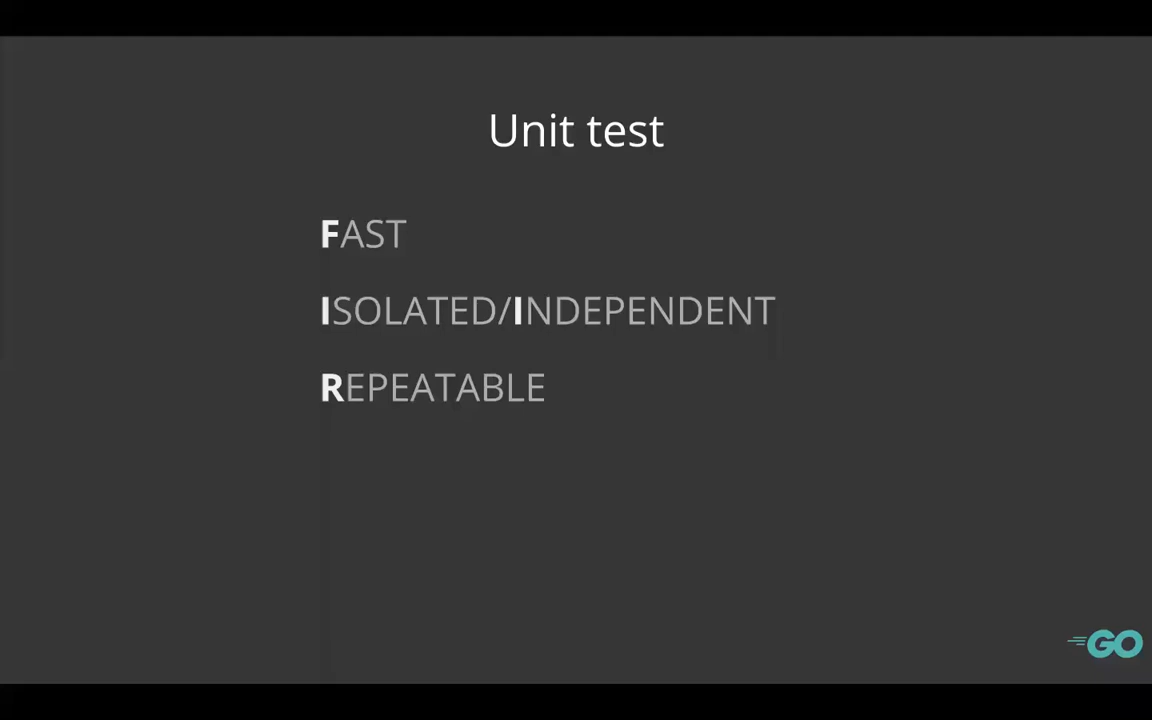 Unit test
FAST
ISOLATED/INDEPENDENT
REPEATABLE
GO